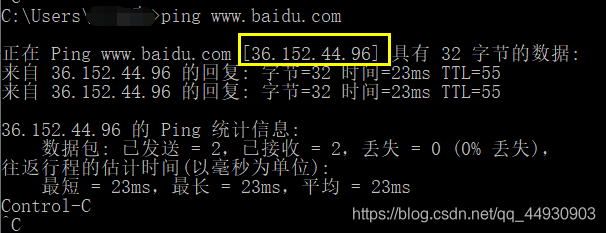 ^C
C:\Users\>ping www.baidu.com
正在 Ping www.baidu.com [36.152.44.96] 具有 32 字节的数据:
来自 36.152.44.96 的回复: 字节=32 时间=23ms TTL=55
来自 36.152.44.96 的回复: 字节=32 时间=23ms TTL=55
36.152.44.96 的 Ping 统计信息:
数据包: 已发送 = 2，已接收 = 2，丢失 = 0 (0% 丢失)，
往返行程的估计时间(以毫秒为单位):
最短 = 23ms，最长 = 23ms，平均 = 23ms
Control-C
^C
https://blog.csdn.net/qq_44930903